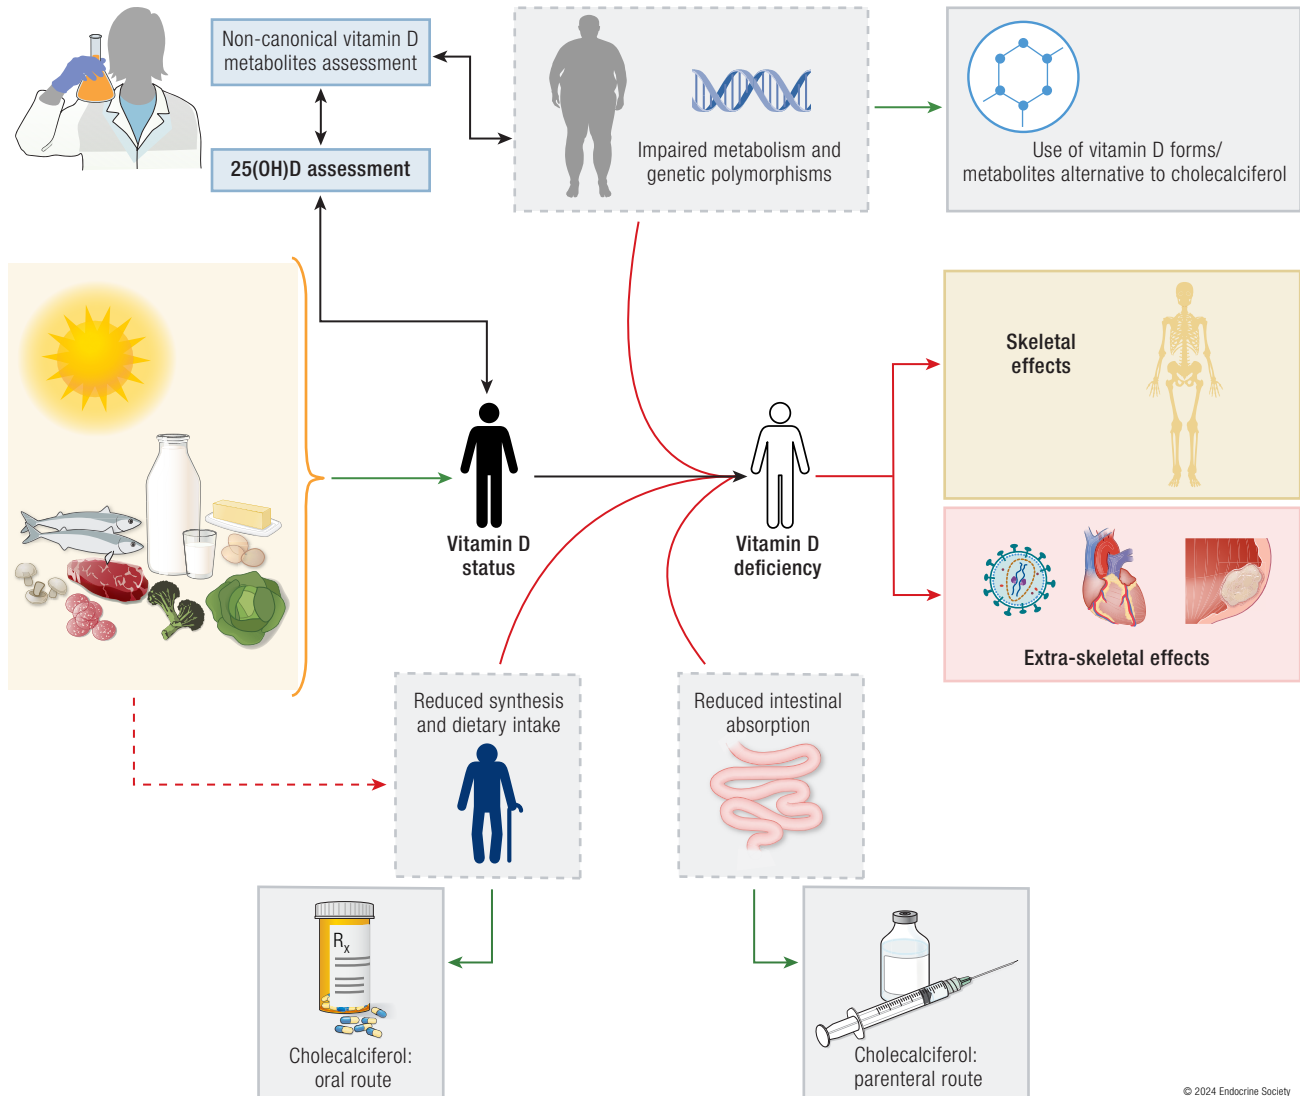 Non-canonical vitamin D
metabolites assessment
25(OH)D assessment
Impaired metabolism and
genetic polymorphisms
Use of vitamin D forms/
metabolites alternative to cholecalciferol
Skeletal
effects
Vitamin D
status
Vitamin D
deficiency
Extra-skeletal effects
Reduced synthesis
and dietary intake
Reduced intestinal
absorption
Rx
Cholecalciferol:
oral route
Cholecalciferol:
parenteral route
© 2024 Endocrine Society